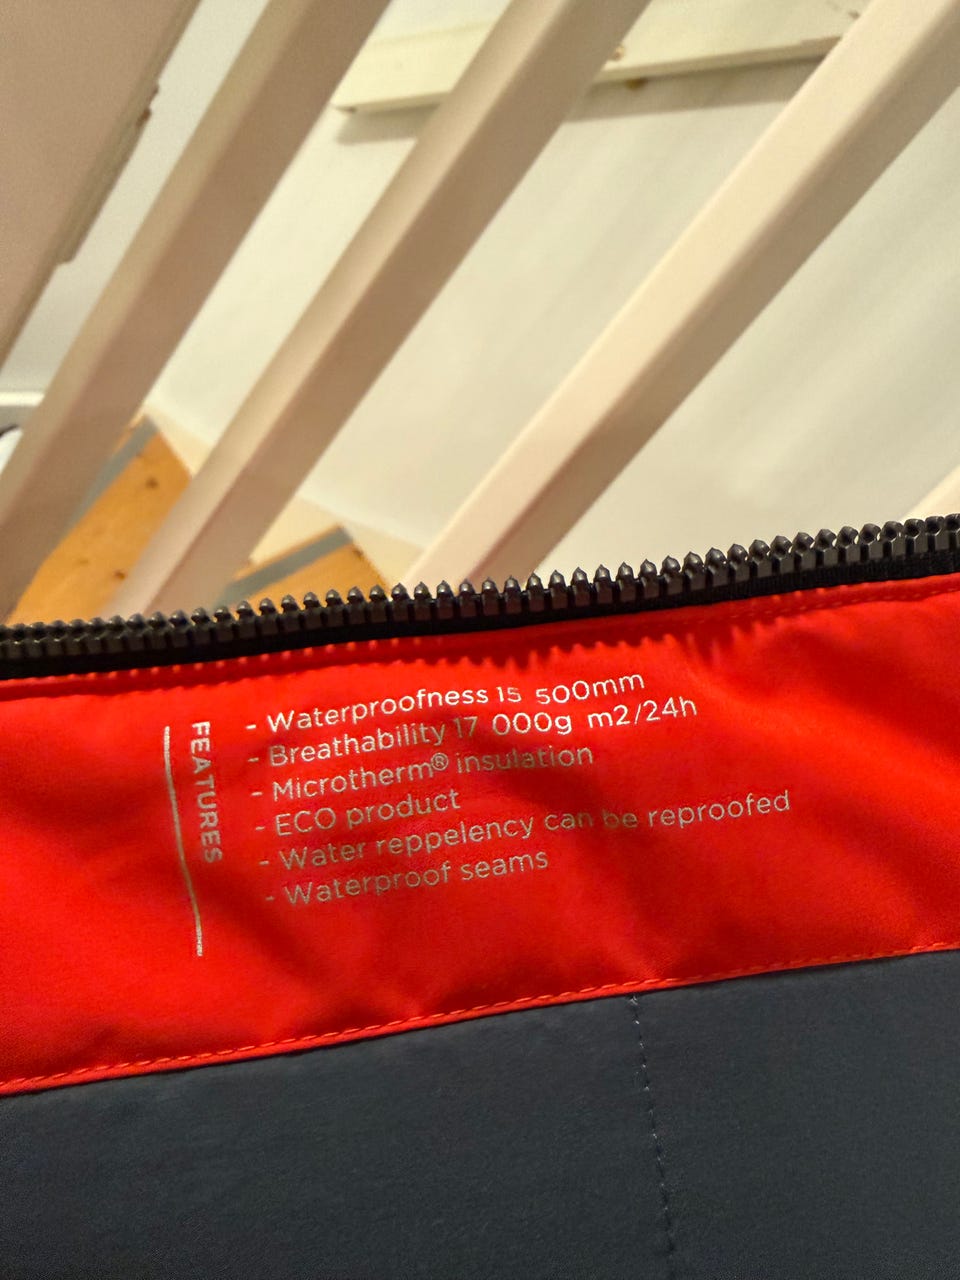 FEATURES
- Waterproofness 15 500mm
- Breathability 17 000g m2/24h
- Microtherm® insulation
- ECO product
- Water reppelency can be reproofed
- Waterproof seams